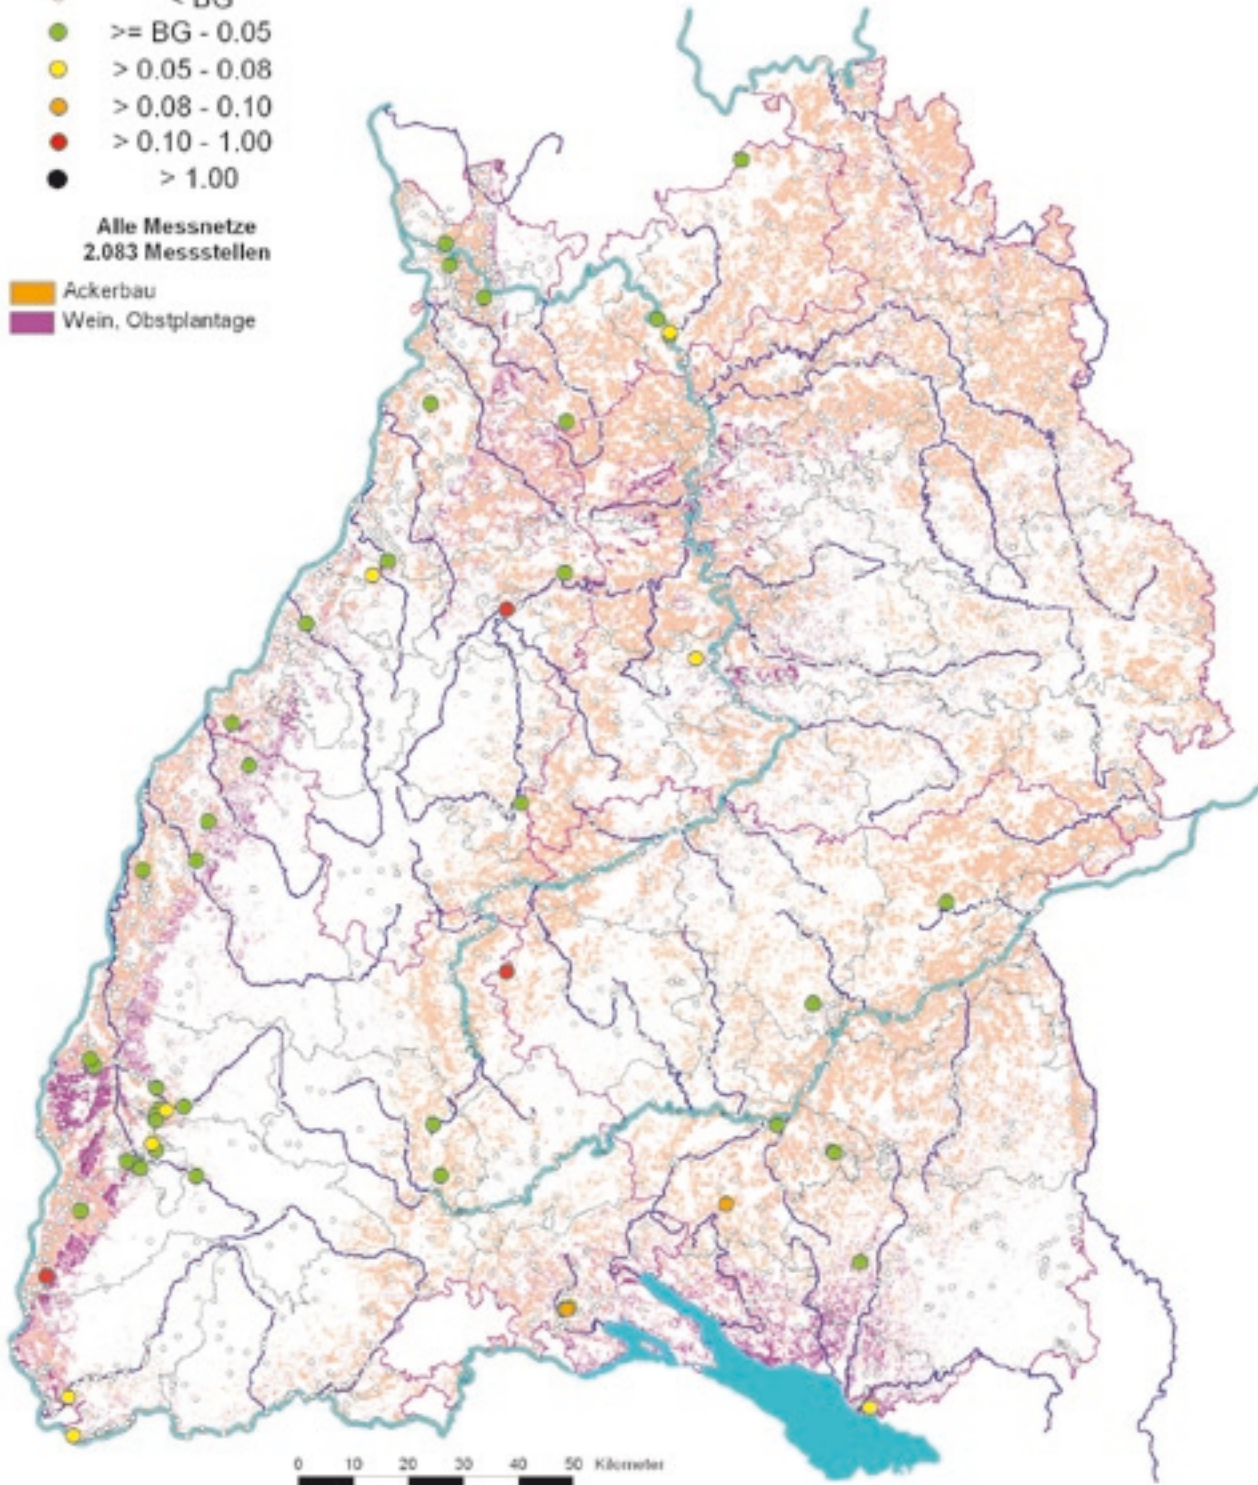 < BG
>= BG - 0.05
> 0.05 - 0.08
> 0.08 - 0.10
> 0.10 - 1.00
> 1.00
Alle Messnetze
2.083 Messstellen
Ackerbau
Wein, Obstplantage
0 10 20 30 40 50 Kilometer